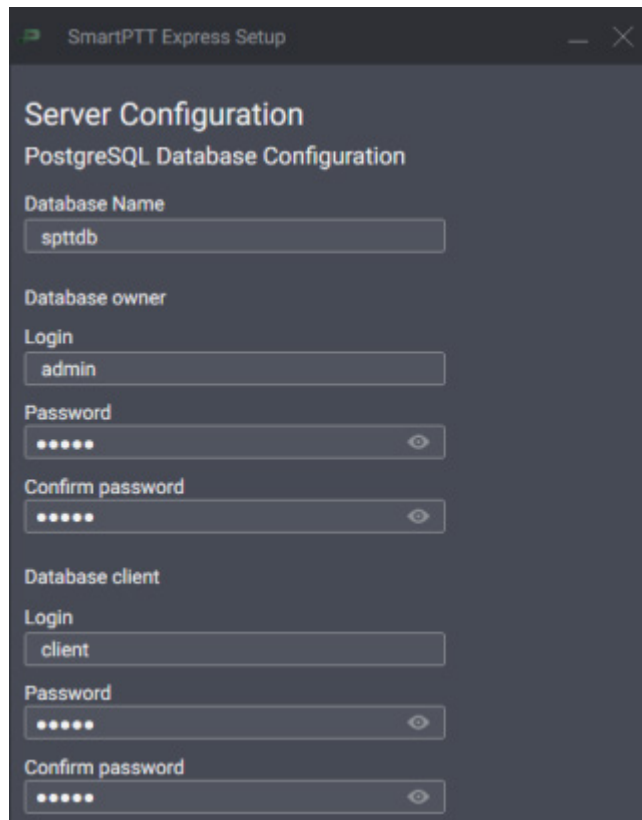 SmartPTT Express Setup
Server Configuration
PostgreSQL Database Configuration
Database Name
spttdb
Database owner
Login
admin
Password
●●●●●
Confirm password
●●●●●
Database client
Login
client
Password
●●●●●
Confirm password
●●●●●